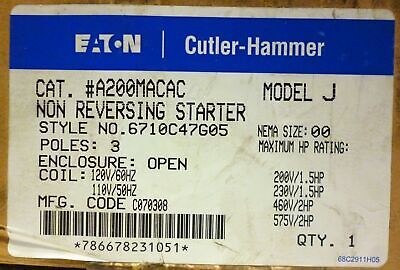 EATON Cutler-Hammer
CAT. #A200MACAC MODEL J
NON REVERSING STARTER
STYLE NO.6710C47G05 NEMA SIZE:00
POLES: 3 MAXIMUM HP RATING:
ENCLOSURE: OPEN
COIL: 120V/60HZ 200V/1.5HP
110V/50HZ 230V/1.5HP
MFG. CODE C070308 460V/2HP
575V/2HP
*786678231051* QTY. 1
68C2911H05